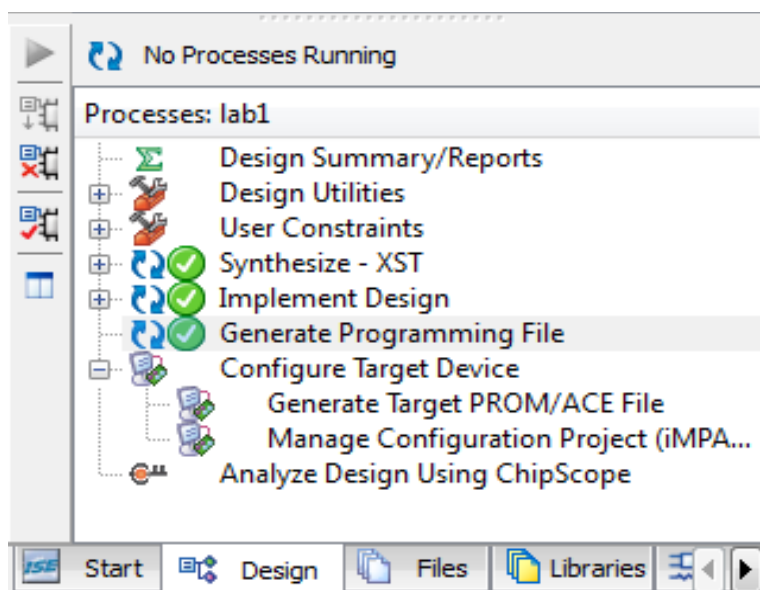 No Processes Running
Processes: lab1
Design Summary/Reports
Design Utilities
User Constraints
Synthesize - XST
Implement Design
Generate Programming File
Configure Target Device
Generate Target PROM/ACE File
Manage Configuration Project (iMPA...
Analyze Design Using ChipScope
ISE Start Design Files Libraries